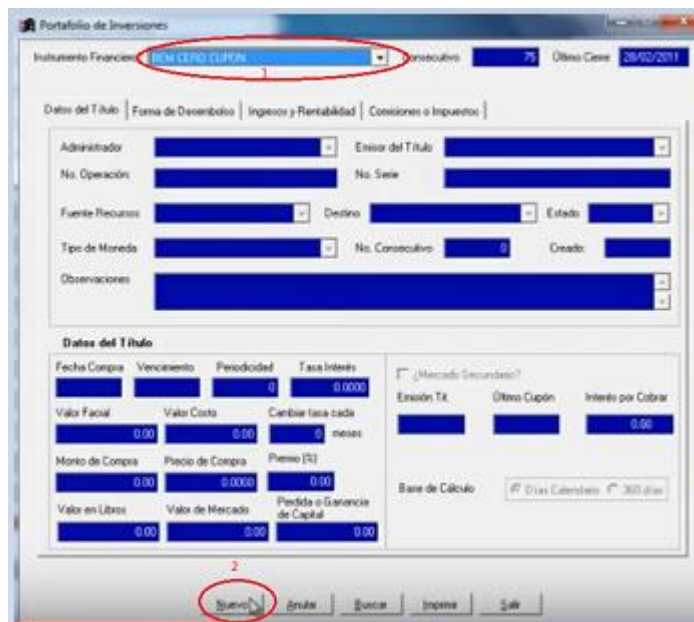 Portafolio de Inversiones
Instrumento Financiero BEM CERO CUPON Consecutivo 75 Último Cierre 28/02/2011
1
Datos del Título Forma de Desembolso Ingresos y Rentabilidad Comisiones o Impuestos
Administrador Emisor del Título
No. Operación: No. Serie
Fuente Recursos Destino Estado
Tipo de Moneda No. Consecutivo 0 Creado:
Observaciones
Datos del Título
Fecha Compra Vencimiento Periodicidad Tasa Interés
0 0.0000
¿Mercado Secundario?
Emisión Tít. Último Cupón Interés por Cobrar
0.00
Valor Facial Valor Costo Cambiar tasa cada
0.00 0.00 0 meses
Monto de Compra Precio de Compra Premio (%)
0.00 0.0000 0.00
Base de Cálculo Días Calendario 360 días
Valor en Libros Valor de Mercado Perdida o Ganancia de Capital
0.00 0.00 0.00
2
Nuevo Anular Buscar Imprimir Salir